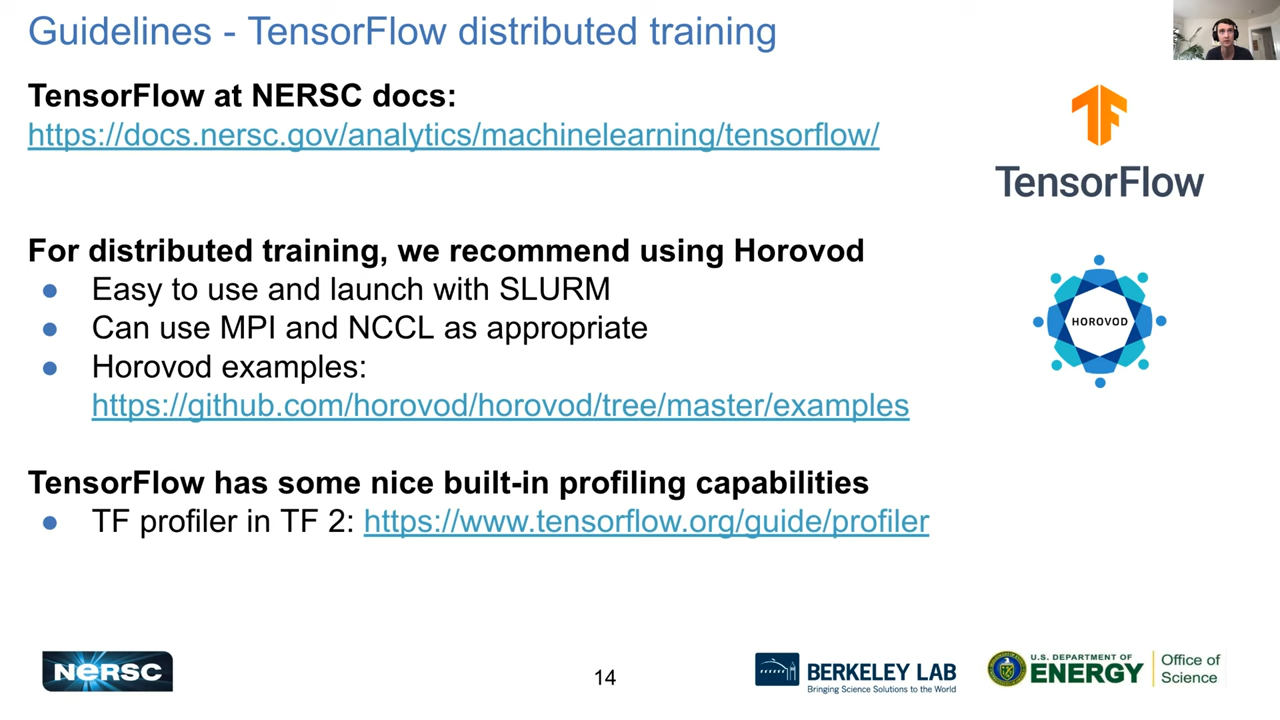 Guidelines - TensorFlow distributed training
TensorFlow at NERSC docs:
https://docs.nersc.gov/analytics/machinelearning/tensorflow/
TensorFlow
For distributed training, we recommend using Horovod
● Easy to use and launch with SLURM
● Can use MPI and NCCL as appropriate
● Horovod examples:
https://github.com/horovod/horovod/tree/master/examples
HOROVOD
TensorFlow has some nice built-in profiling capabilities
● TF profiler in TF 2: https://www.tensorflow.org/guide/profiler
NERSC
14
BERKELEY LAB
Bringing Science Solutions to the World
U.S. DEPARTMENT OF
ENERGY
Office of
Science